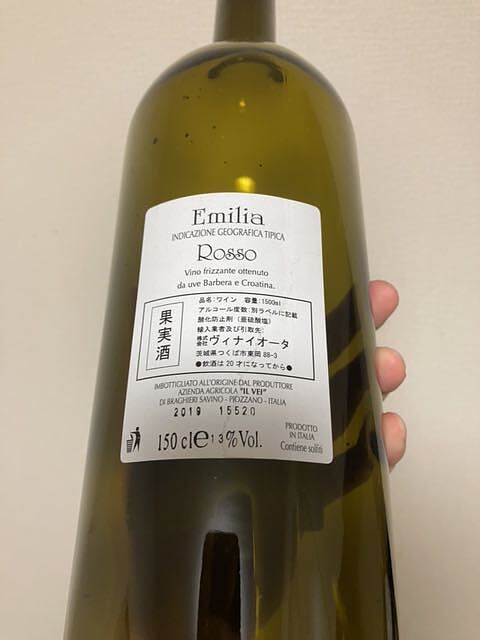 Emilia
INDICAZIONE GEOGRAFICA TIPICA
Rosso
Vino frizzante ottenuto
da uve Barbera e Croatina.
果実酒
品名:ワイン 容量:1500ml
アルコール度数:別ラベルに記載
酸化防止剤(亜硫酸塩)
輸入業者及び引取先:
株式会社ヴィナイオータ
茨城県つくば市東岡 88-3
●飲酒は20才になってから●
IMBOTTIGLIATO ALL'ORIGINE DAL PRODUTTORE
AZIENDA AGRICOLA "IL VEI"
DI BRAGHIERI SAVINO - PIOZZANO - ITALIA
2019 15520
150 cl e 13%Vol.
PRODOTTO
IN ITALIA
Contiene solfiti